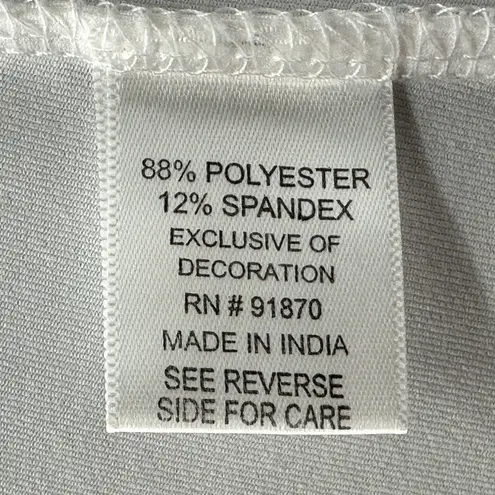 88% POLYESTER
12% SPANDEX
EXCLUSIVE OF
DECORATION
RN # 91870
MADE IN INDIA
SEE REVERSE
SIDE FOR CARE